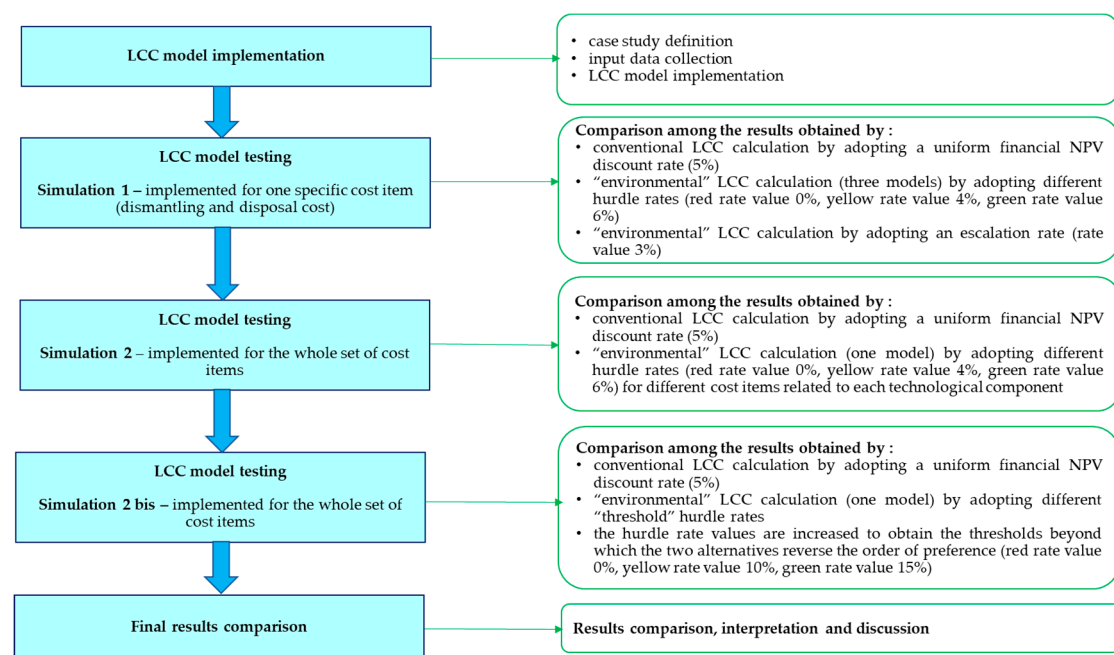 LCC model implementation
• case study definition
• input data collection
• LCC model implementation
LCC model testing
Simulation 1 – implemented for one specific cost item
(dismantling and disposal cost)
Comparison among the results obtained by :
• conventional LCC calculation by adopting a uniform financial NPV
discount rate (5%)
• “environmental” LCC calculation (three models) by adopting different
hurdle rates (red rate value 0%, yellow rate value 4%, green rate value
6%)
• “environmental” LCC calculation by adopting an escalation rate (rate
value 3%)
LCC model testing
Simulation 2 – implemented for the whole set of cost
items
Comparison among the results obtained by :
• conventional LCC calculation by adopting a uniform financial NPV
discount rate (5%)
• “environmental” LCC calculation (one model) by adopting different
hurdle rates (red rate value 0%, yellow rate value 4%, green rate value
6%) for different cost items related to each technological component
LCC model testing
Simulation 2 bis – implemented for the whole set of
cost items
Comparison among the results obtained by :
• conventional LCC calculation by adopting a uniform financial NPV
discount rate (5%)
• “environmental” LCC calculation (one model) by adopting different
“threshold” hurdle rates
• the hurdle rate values are increased to obtain the thresholds beyond
which the two alternatives reverse the order of preference (red rate value
0%, yellow rate value 10%, green rate value 15%)
Final results comparison
Results comparison, interpretation and discussion